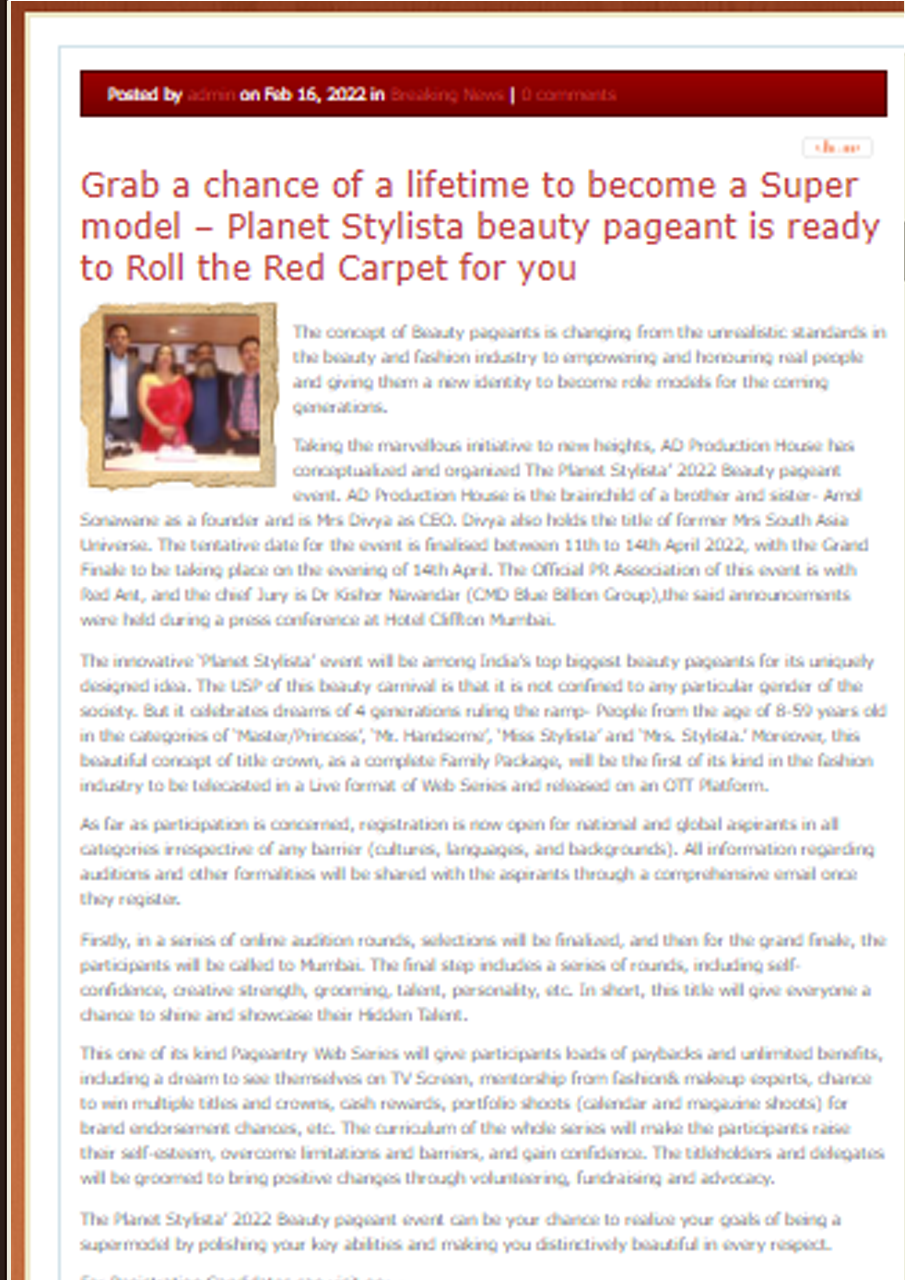 Posted by admin on Feb 16, 2022 in Breaking News | 0 comments
Grab a chance of a lifetime to become a Super
model – Planet Stylista beauty pageant is ready
to Roll the Red Carpet for you
The concept of Beauty pageants is changing from the unrealistic standards in
the beauty and fashion industry to empowering and honouring real people
and giving them a new identity to become role models for the coming
generations.
Taking the marvellous initiative to new heights, AD Production House has
conceptualized and organized The Planet Stylista' 2022 Beauty pageant
event. AD Production House is the brainchild of a brother and sister- Amol
Sonawane as a founder and is Mrs Divya as CEO. Divya also holds the title of former Mrs South Asia
Universe. The tentative date for the event is finalised between 11th to 14th April 2022, with the Grand
Finale to be taking place on the evening of 14th April. The Official PR Association of this event is with
Red Ant, and the chief Jury is Dr Kishor Navandar (CMD Blue Billion Group),the said announcements
were held during a press conference at Hotel Cliffton Mumbai.
The innovative 'Planet Stylista' event will be among India's top biggest beauty pageants for its uniquely
designed idea. The USP of this beauty carnival is that it is not confined to any particular gender of the
society. But it celebrates dreams of 4 generations ruling the ramp- People from the age of 8-59 years old
in the categories of 'Master/Princess', 'Mr. Handsome', 'Miss Stylista' and 'Mrs. Stylista.' Moreover, this
beautiful concept of title crown, as a complete Family Package, will be the first of its kind in the fashion
industry to be telecasted in a Live format of Web Series and released on an OTT Platform.
As far as participation is concerned, registration is now open for national and global aspirants in all
categories irrespective of any barrier (cultures, languages, and backgrounds). All information regarding
auditions and other formalities will be shared with the aspirants through a comprehensive email once
they register.
Firstly, in a series of online audition rounds, selections will be finalized, and then for the grand finale, the
participants will be called to Mumbai. The final step includes a series of rounds, including self-
confidence, creative strength, grooming, talent, personality, etc. In short, this title will give everyone a
chance to shine and showcase their Hidden Talent.
This one of its kind Pageantry Web Series will give participants loads of paybacks and unlimited benefits,
including a dream to see themselves on TV Screen, mentorship from fashion& makeup experts, chance
to win multiple titles and crowns, cash rewards, portfolio shoots (calendar and magazine shoots) for
brand endorsement chances, etc. The curriculum of the whole series will make the participants raise
their self-esteem, overcome limitations and barriers, and gain confidence. The titleholders and delegates
will be groomed to bring positive changes through volunteering, fundraising and advocacy.
The Planet Stylista' 2022 Beauty pageant event can be your chance to realize your goals of being a
supermodel by polishing your key abilities and making you distinctively beautiful in every respect.